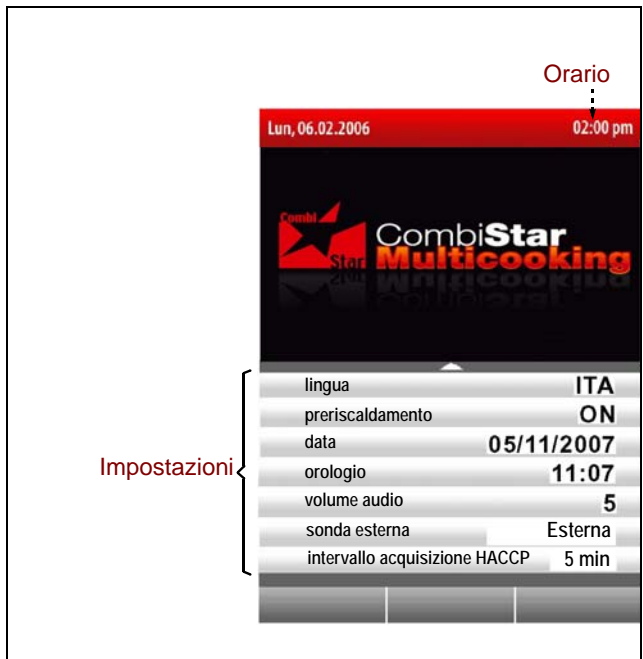 Orario
Lun, 06.02.2006 02:00 pm
Combi
Star
CombiStar
Multicooking
lingua ITA
preriscaldamento ON
data 05/11/2007
orologio 11:07
volume audio 5
sonda esterna Esterna
intervallo acquisizione HACCP 5 min
Impostazioni